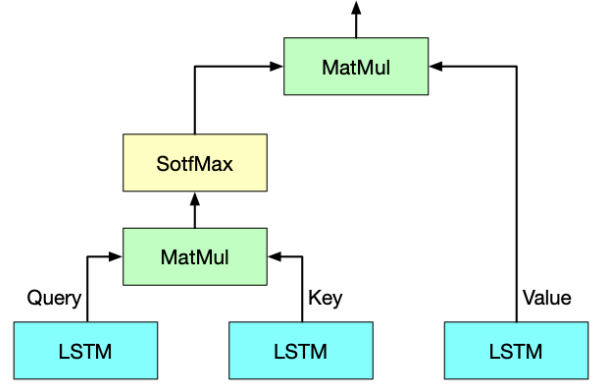 MatMul
SotfMax
MatMul
Query
Key
Value
LSTM
LSTM
LSTM